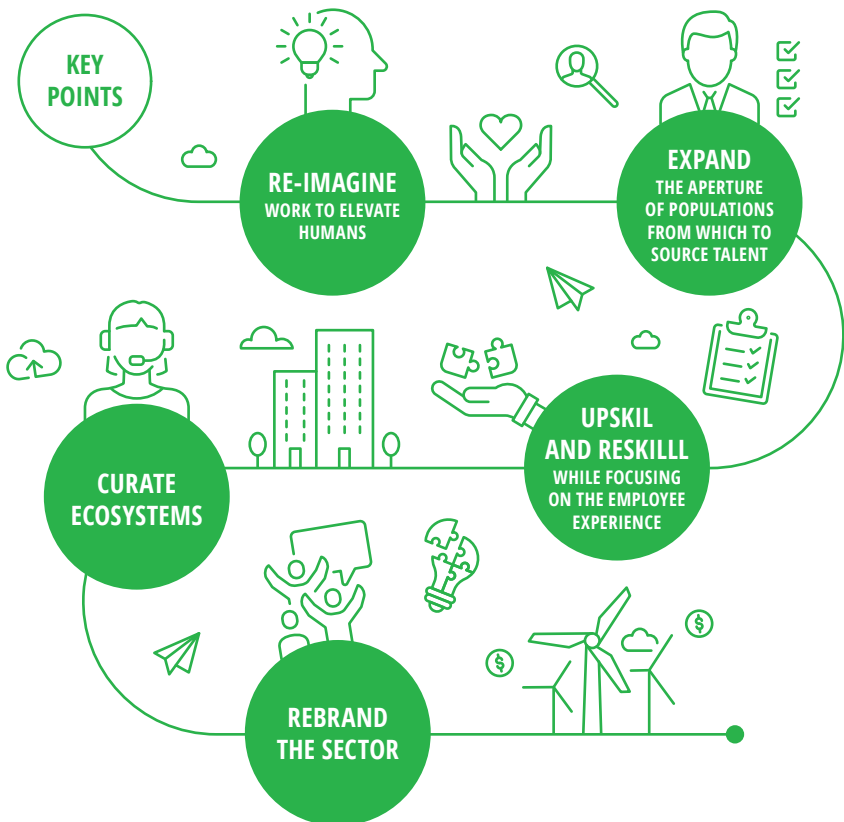 KEY
POINTS
RE-IMAGINE
WORK TO ELEVATE
HUMANS
EXPAND
THE APERTURE
OF POPULATIONS
FROM WHICH TO
SOURCE TALENT
UPSKIL
AND RESKILLL
WHILE FOCUSING
ON THE EMPLOYEE
EXPERIENCE
CURATE
ECOSYSTEMS
REBRAND
THE SECTOR
$
$